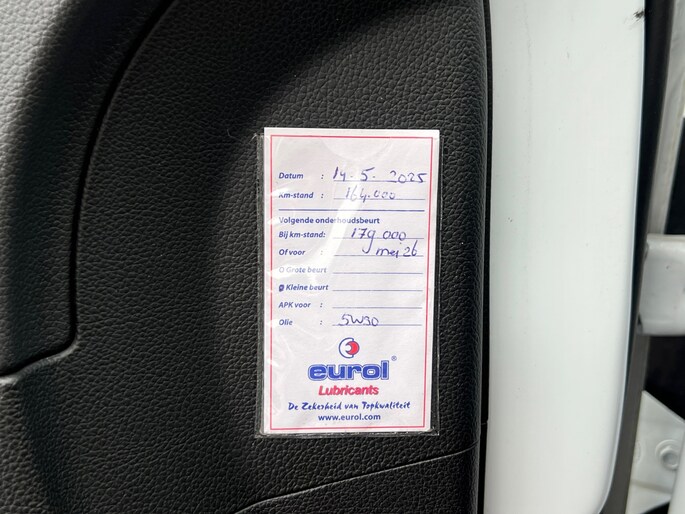 Datum : 14-5-2025
Km-stand : 164.000
Volgende onderhoudsbeurt
Bij km-stand: 179 000
Of voor : mei 26
O Grote beurt
O Kleine beurt
APK voor :
Olie : 5W30
eurol®
Lubricants
De Zekerheid van Topkwaliteit
www.eurol.com